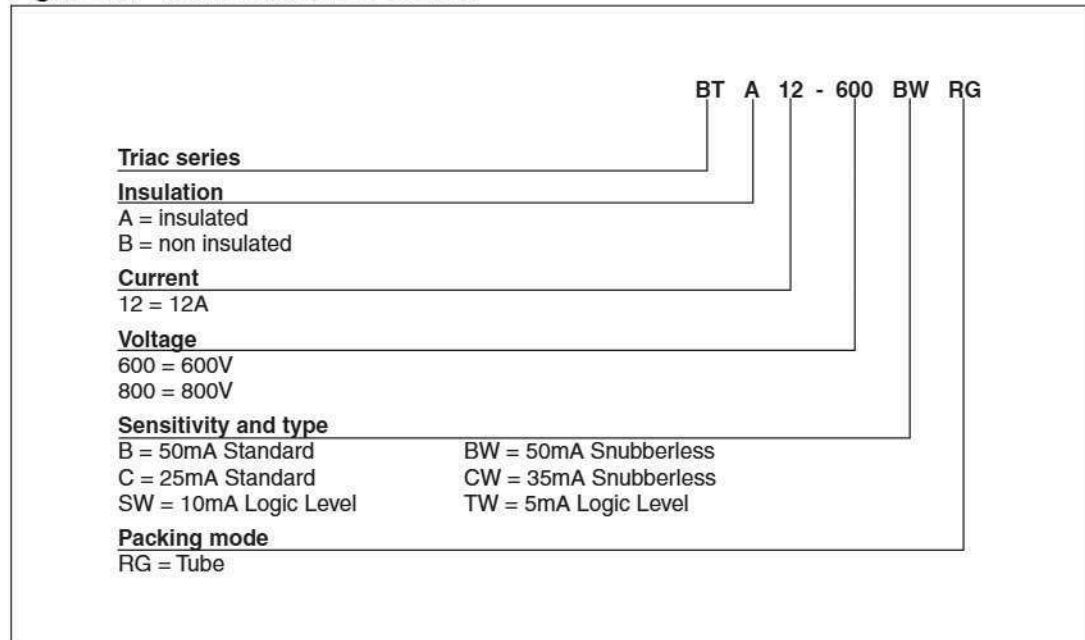 BT A 12 - 600 BW RG
Triac series
Insulation
A = insulated
B = non insulated
Current
12 = 12A
Voltage
600 = 600V
800 = 800V
Sensitivity and type
B = 50mA Standard BW = 50mA Snubberless
C = 25mA Standard CW = 35mA Snubberless
SW = 10mA Logic Level TW = 5mA Logic Level
Packing mode
RG = Tube